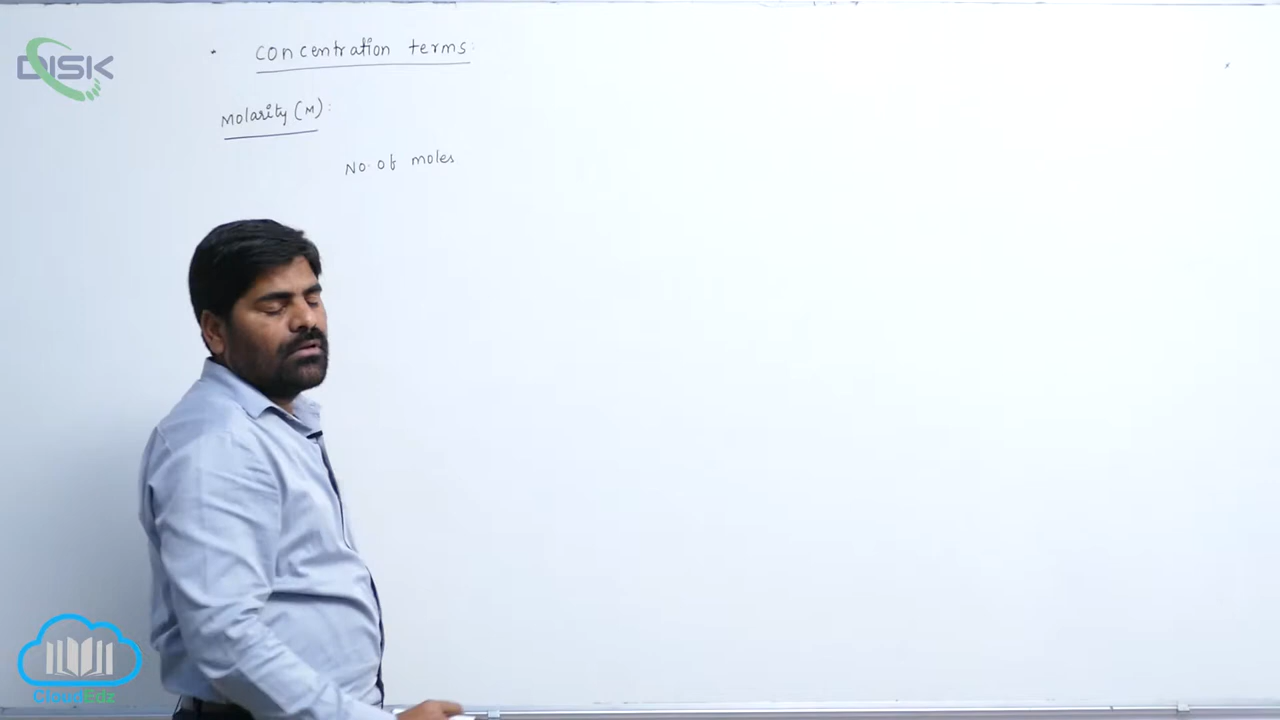 DISK
• Concentration terms:
Molarity (M):
No. of moles
CloudEdz